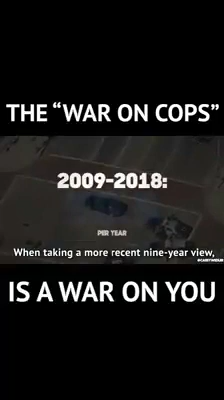 THE “WAR ON COPS”
2009-2018:
PER YEAR
When taking a more recent nine-year view,
IS A WAR ON YOU